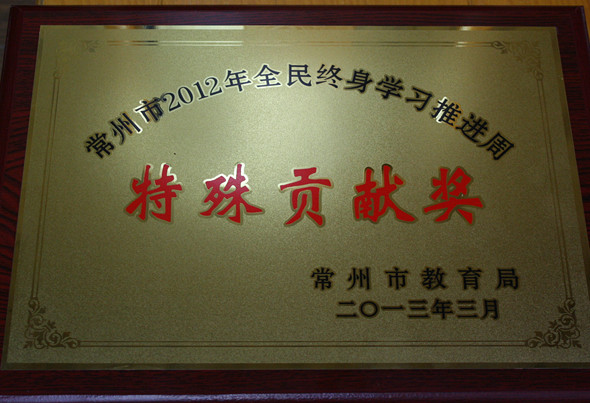 常州市2012年全民终身学习推进周
特殊贡献奖
常州市教育局
二〇一三年三月